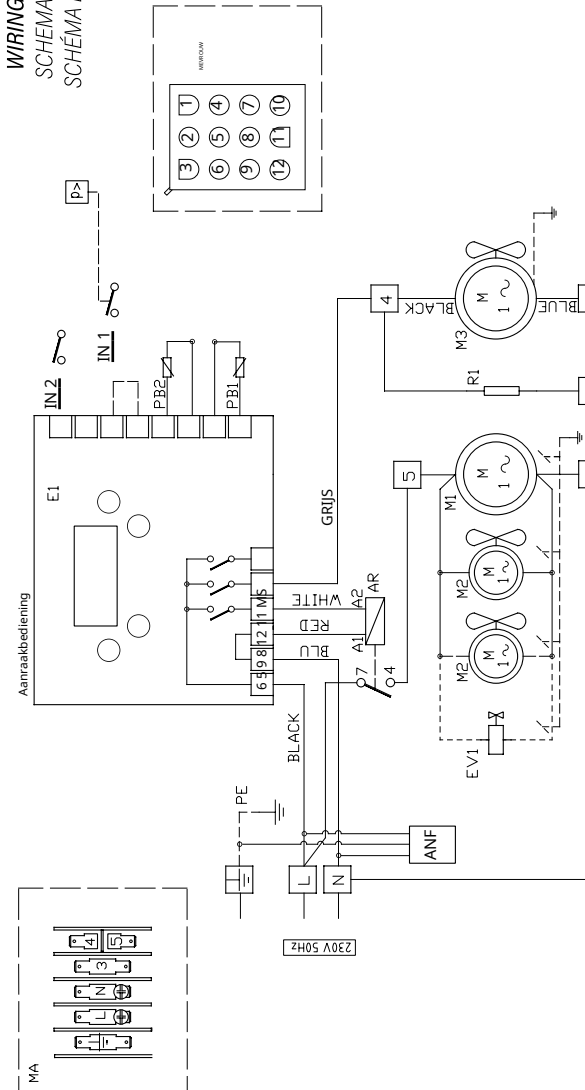 WIRING
SCHEMA
SCHÉMA
MEVROUW
1
2
3
4
5
6
7
8
9
10
11
12
p>
IN 2
IN 1
PB2
PB1
E1
Aanraakbediening
6 5 9 8 12 11 MS
BLACK
BLU
RED
WHITE
GRIJS
A1
A2
AR
7
4
5
4
BLACK
BLUE
M3
M
1
R1
M1
M
1
M2
M
1
M2
M
1
EV1
PE
L
N
ANF
230V 50Hz
MA
L
N
3
4
5